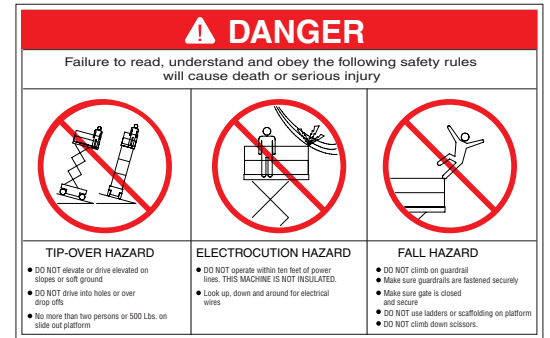 DANGER
Failure to read, understand and obey the following safety rules
will cause death or serious injury
TIP-OVER HAZARD
● DO NOT elevate or drive elevated on
slopes or soft ground
● DO NOT drive into holes or over
drop offs
● No more than two persons or 500 Lbs. on
slide out platform
ELECTROCUTION HAZARD
● DO NOT operate within ten feet of power
lines. THIS MACHINE IS NOT INSULATED.
● Look up, down and around for electrical
wires
FALL HAZARD
● DO NOT climb on guardrail
● Make sure guardrails are fastened securely
● Make sure gate is closed
and secure
● DO NOT use ladders or scaffolding on platform
● DO NOT climb down scissors.